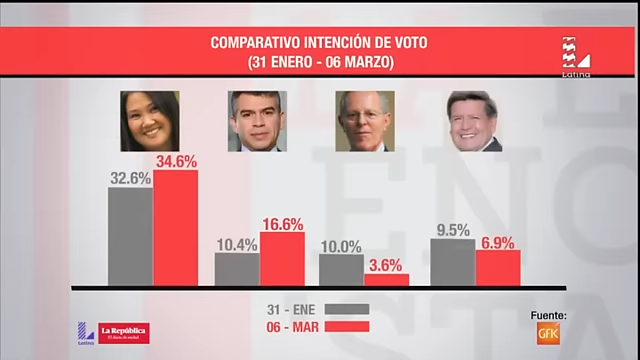 COMPARATIVO INTENCIÓN DE VOTO
(31 ENERO - 06 MARZO)
Latina
32.6% 34.6%
10.4% 16.6%
10.0% 3.6%
9.5% 6.9%
31 - ENE
06 - MAR
Latina
La República
Fuente:
GFK